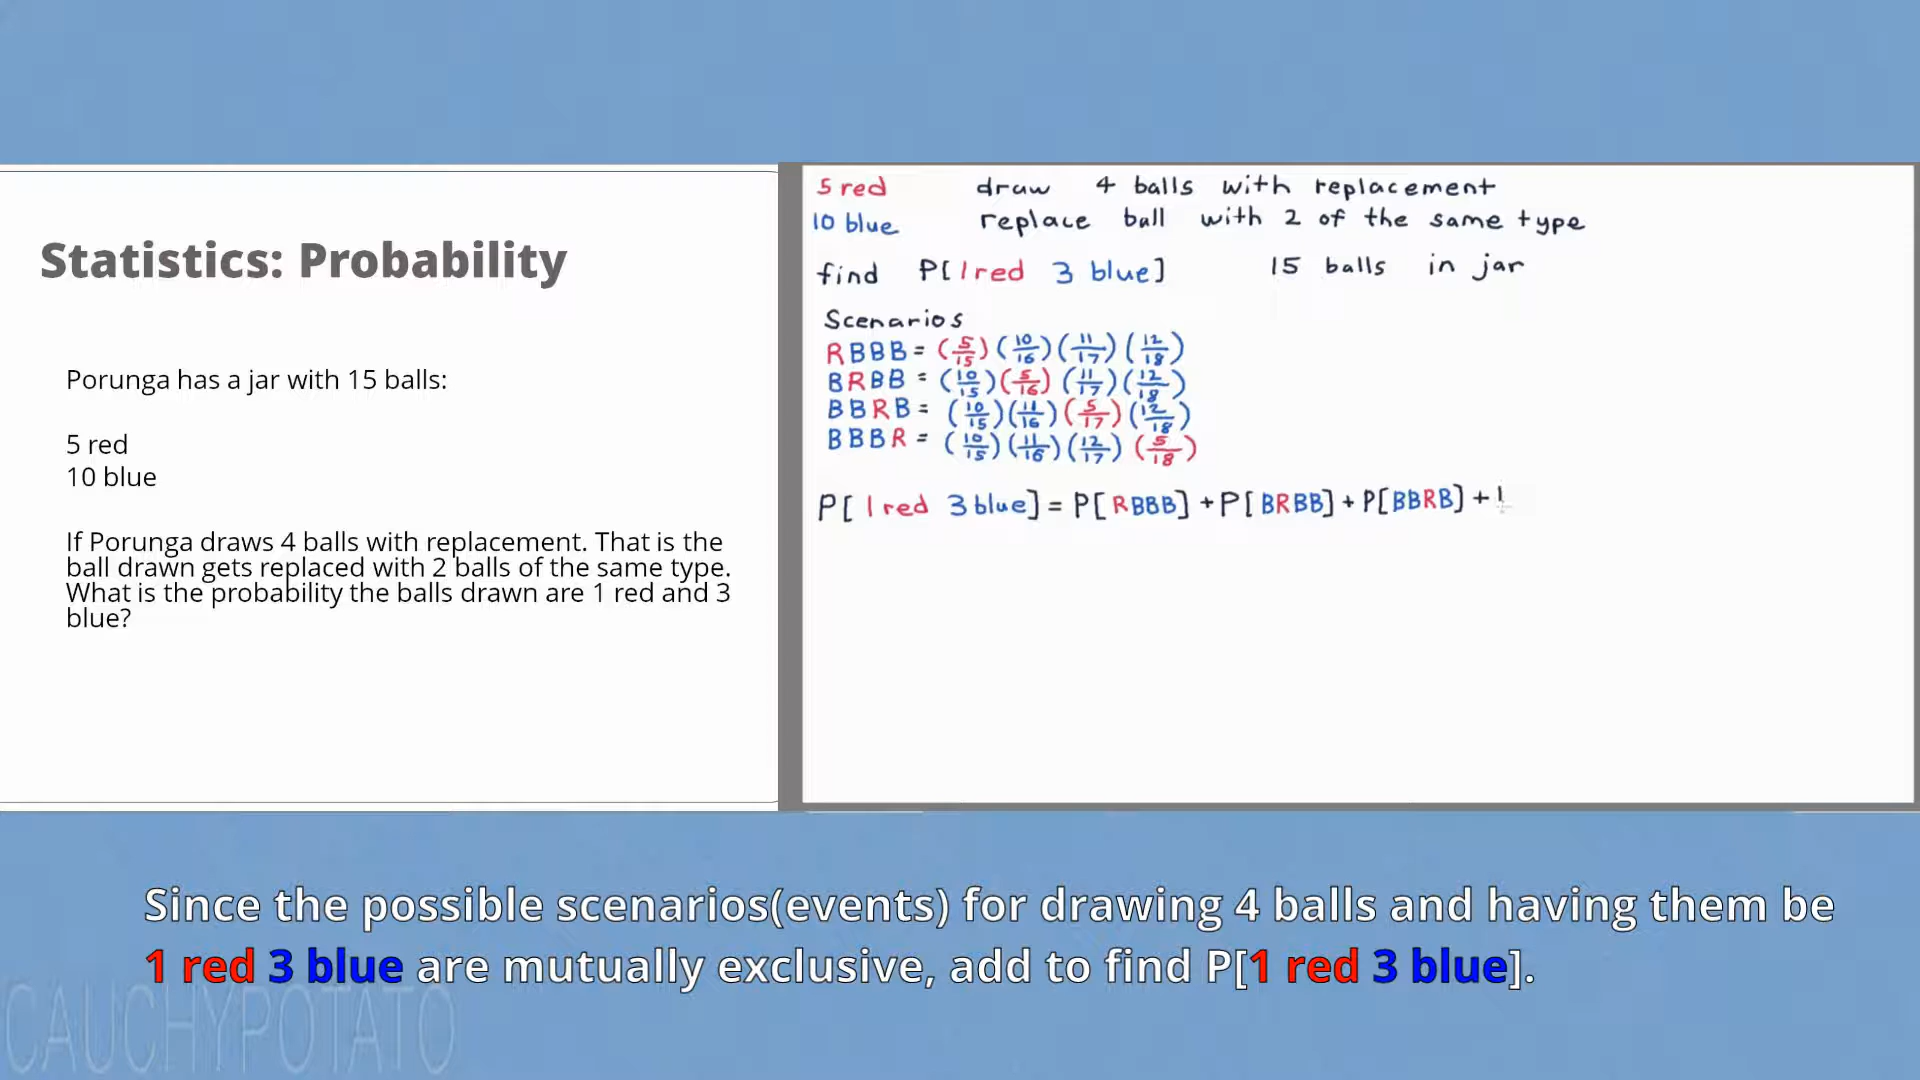 Statistics: Probability
Porunga has a jar with 15 balls:
5 red
10 blue
If Porunga draws 4 balls with replacement. That is the
ball drawn gets replaced with 2 balls of the same type.
What is the probability the balls drawn are 1 red and 3
blue?
5 red draw 4 balls with replacement
10 blue replace ball with 2 of the same type
find P[1 red 3 blue] 15 balls in jar
Scenarios
RBBB = (5/15)(10/16)(11/17)(12/18)
BRBB = (10/15)(5/16)(11/17)(12/18)
BBRB = (10/15)(11/16)(5/17)(12/18)
BBBR = (10/15)(11/16)(12/17)(5/18)
P[1 red 3 blue] = P[RBBB] + P[BRBB] + P[BBRB] +
Since the possible scenarios(events) for drawing 4 balls and having them be
1 red 3 blue are mutually exclusive, add to find P[1 red 3 blue].
CAUCHYPOTATO